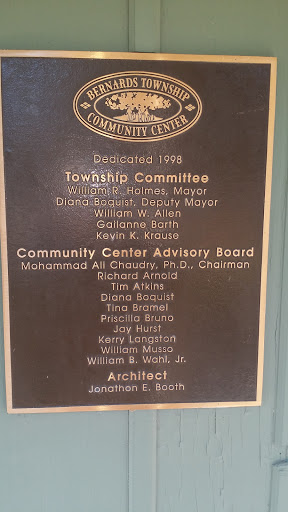 BERNARDS TOWNSHIP
COMMUNITY CENTER
Dedicated 1998
Township Committee
William R. Holmes, Mayor
Diana Boquist, Deputy Mayor
William W. Allen
Gailanne Barth
Kevin K. Krause
Community Center Advisory Board
Mohammad Ali Chaudry, Ph.D., Chairman
Richard Arnold
Tim Atkins
Diana Boquist
Tina Bramel
Priscilla Bruno
Jay Hurst
Kerry Langston
William Musso
William B. Wahl, Jr.
Architect
Jonathon E. Booth